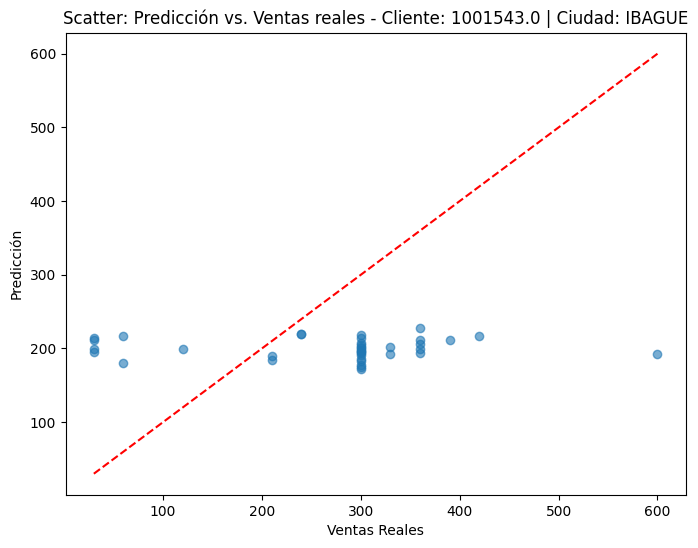 Scatter: Predicción vs. Ventas reales - Cliente: 1001543.0 | Ciudad: IBAGUE
600
500
400
300
200
100
Predicción
100 200 300 400 500 600
Ventas Reales